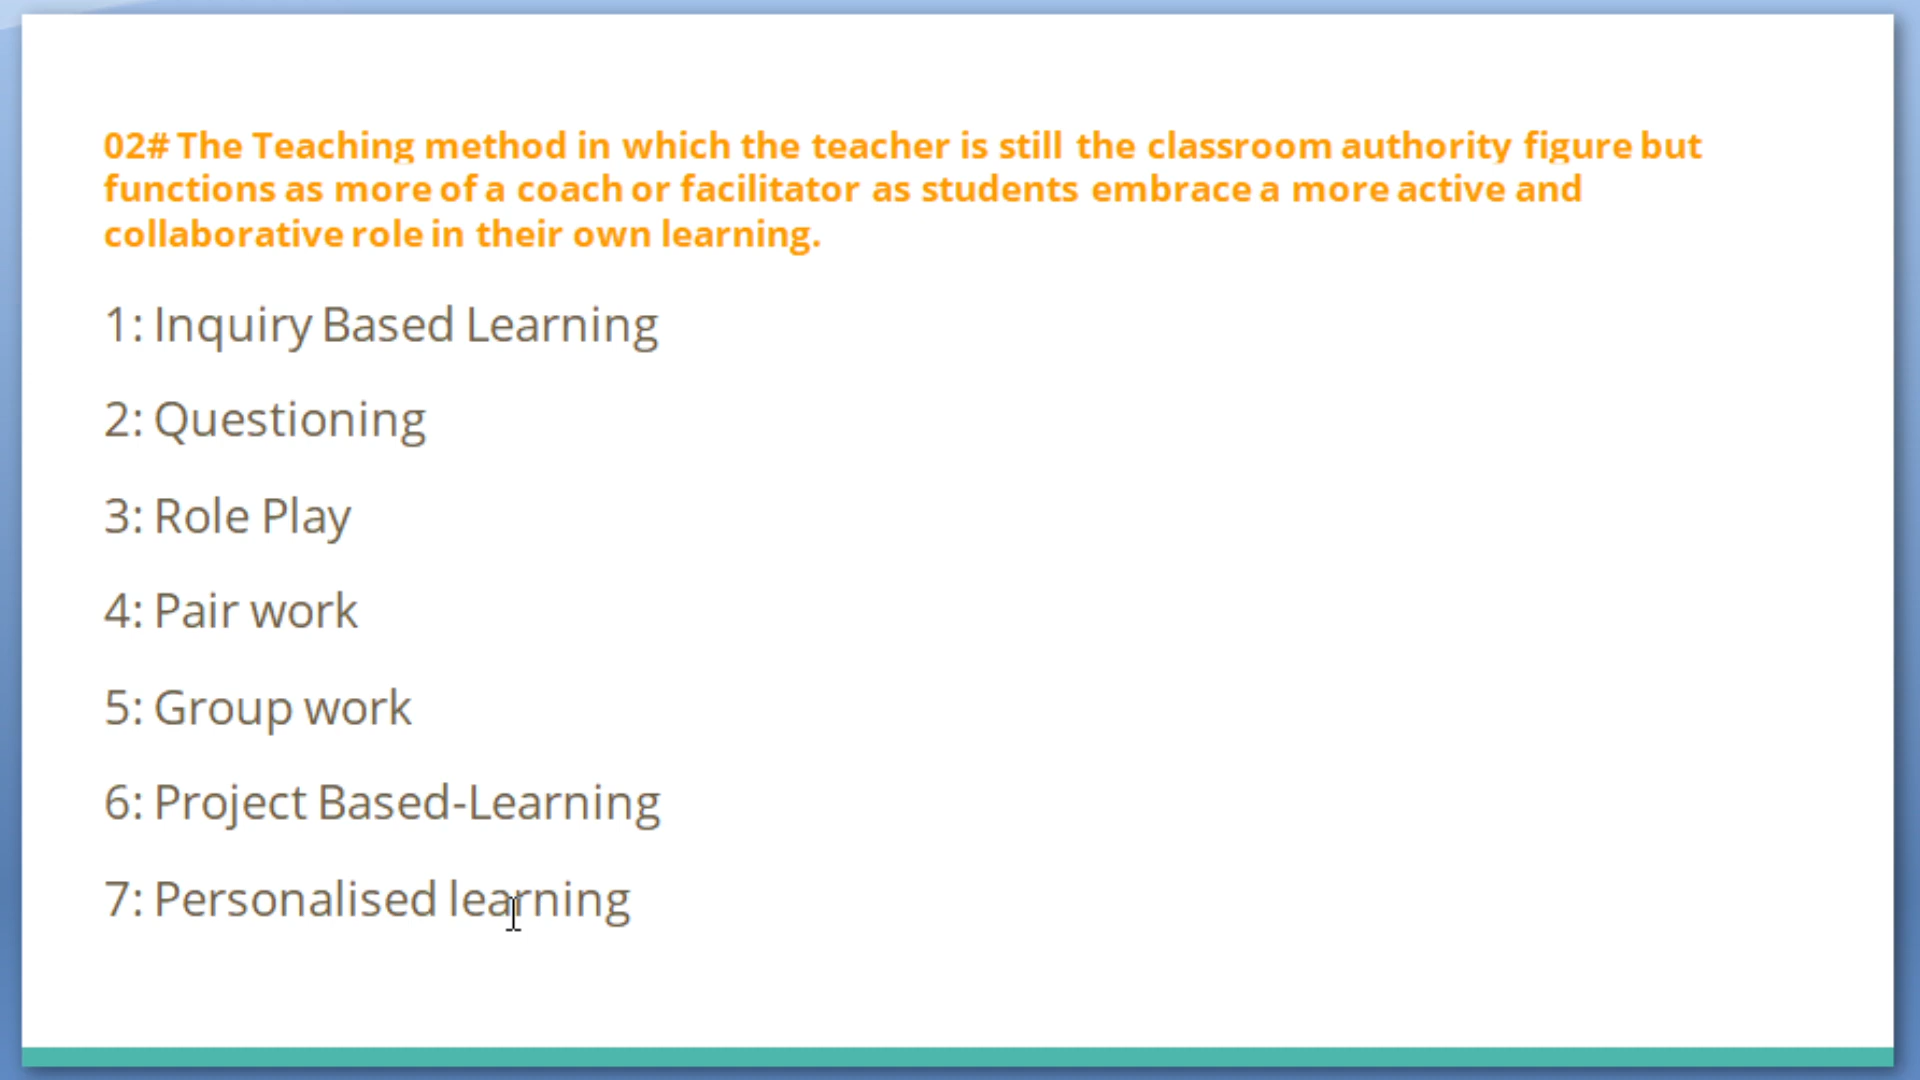 02# The Teaching method in which the teacher is still the classroom authority figure but
functions as more of a coach or facilitator as students embrace a more active and
collaborative role in their own learning.
1: Inquiry Based Learning
2: Questioning
3: Role Play
4: Pair work
5: Group work
6: Project Based-Learning
7: Personalised learning